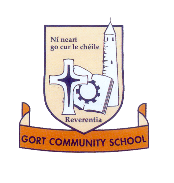 Ní neart
go cur le chéile
Reverentia
GORT COMMUNITY SCHOOL